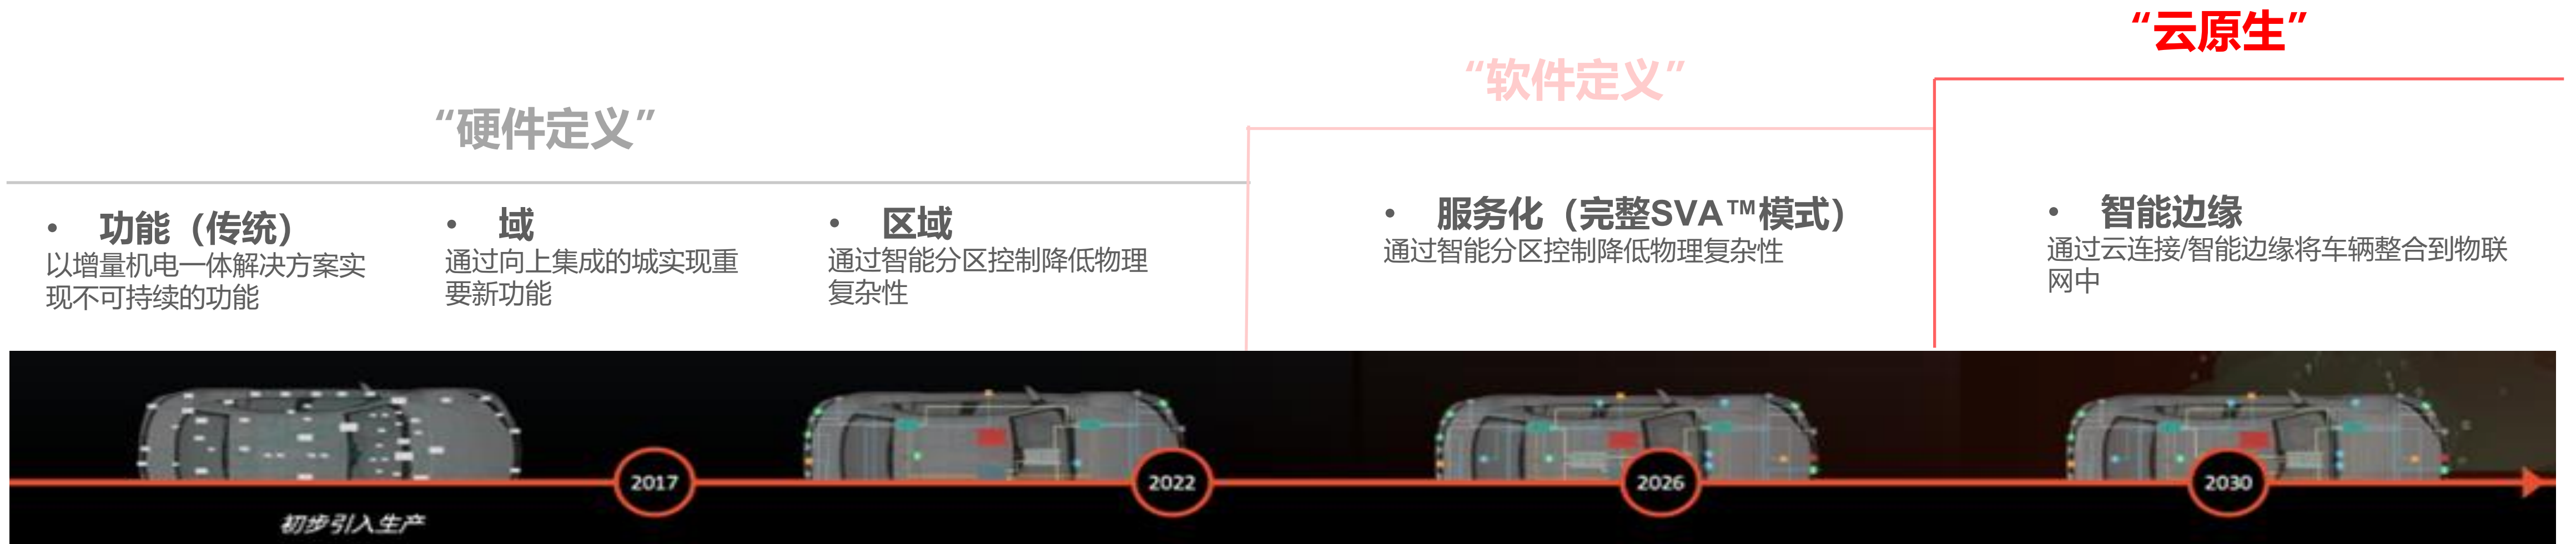 “云原生”
“软件定义”
“硬件定义”
• 功能（传统）
以增量机电一体解决方案实
现不可持续的功能
• 域
通过向上集成的城实现重
要新功能
• 区域
通过智能分区控制降低物理
复杂性
• 服务化（完整SVA™模式）
通过智能分区控制降低物理复杂性
• 智能边缘
通过云连接/智能边缘将车辆整合到物联
网中
2017
2022
2026
2030
初步引入生产